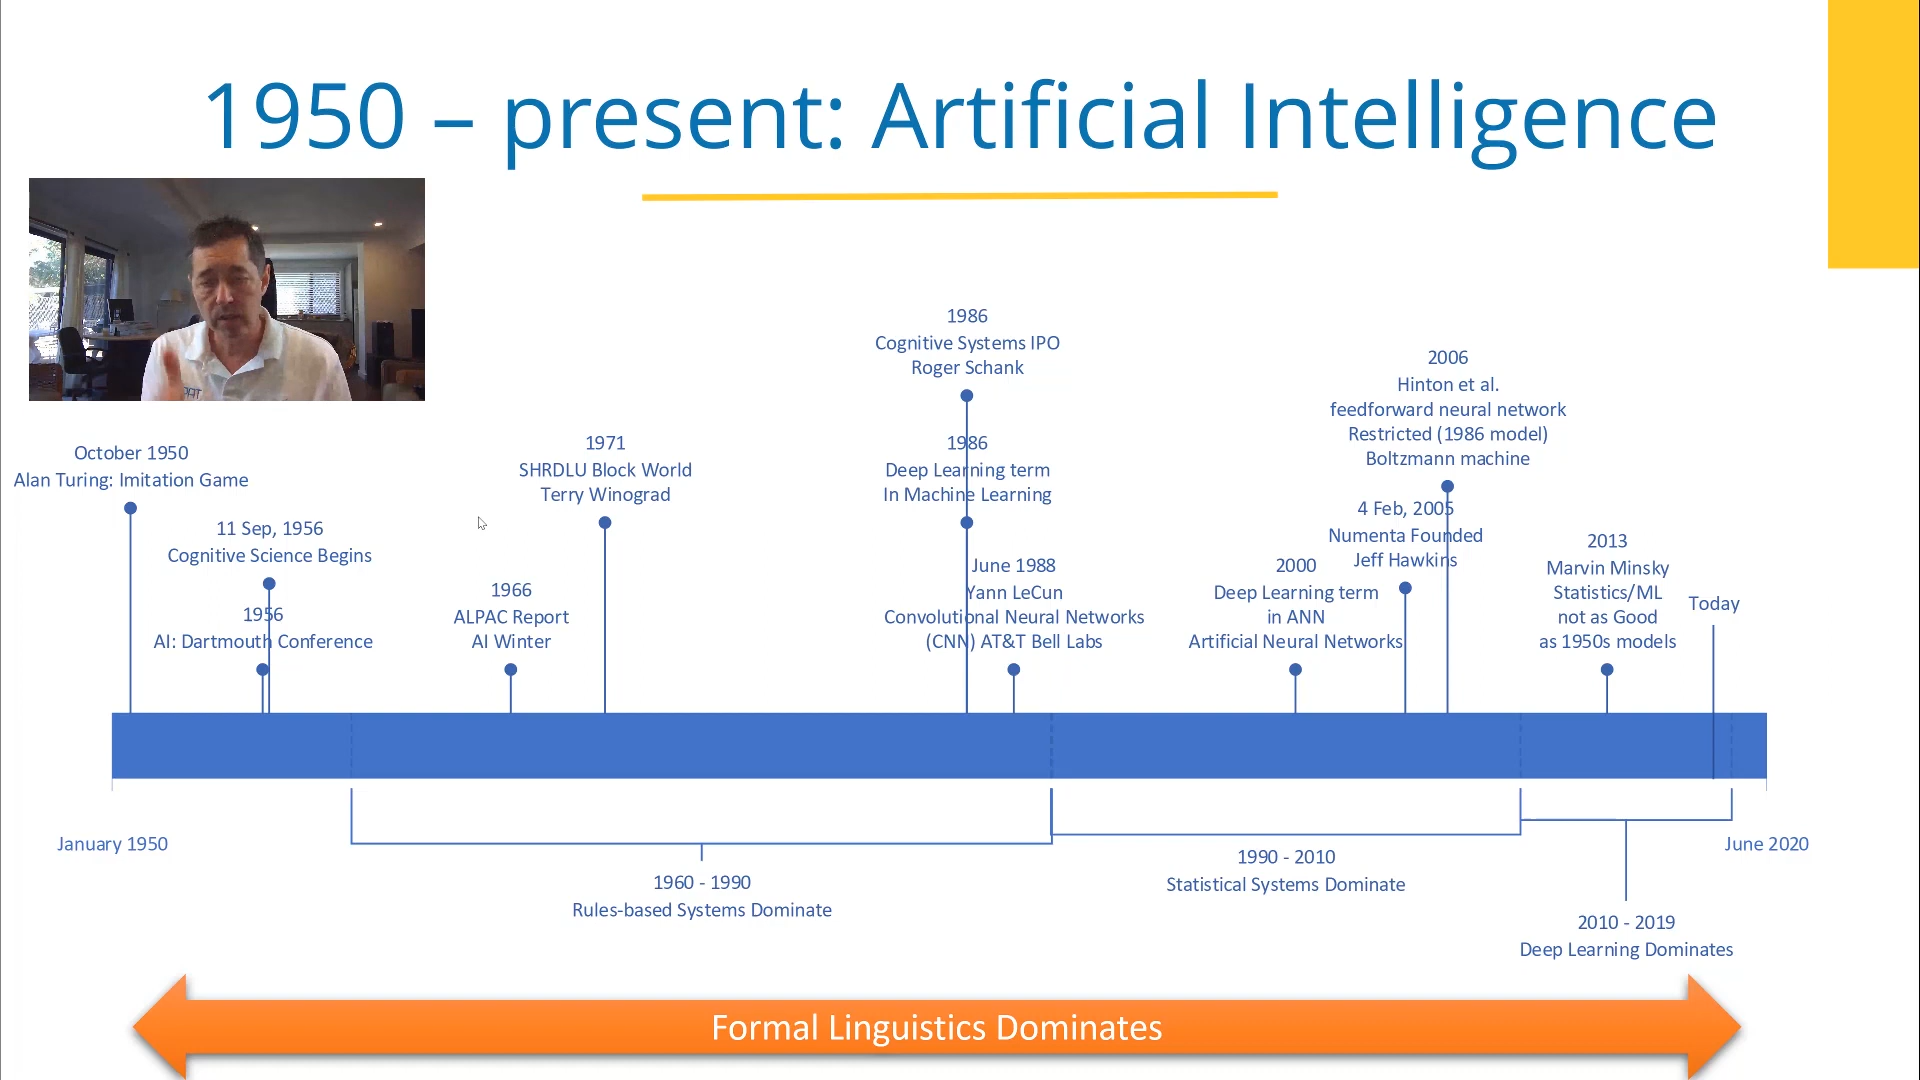 1950 – present: Artificial Intelligence
1986
Cognitive Systems IPO
Roger Schank
2006
Hinton et al.
feedforward neural network
Restricted (1986 model)
Boltzmann machine
October 1950
Alan Turing: Imitation Game
1971
SHRDLU Block World
Terry Winograd
1986
Deep Learning term
In Machine Learning
4 Feb, 2005
Numenta Founded
Jeff Hawkins
11 Sep, 1956
Cognitive Science Begins
1956
AI: Dartmouth Conference
1966
ALPAC Report
AI Winter
June 1988
Yann LeCun
Convolutional Neural Networks
(CNN) AT&T Bell Labs
2000
Deep Learning term
in ANN
Artificial Neural Networks
2013
Marvin Minsky
Statistics/ML
not as Good
as 1950s models
Today
January 1950
June 2020
1960 - 1990
Rules-based Systems Dominate
1990 - 2010
Statistical Systems Dominate
2010 - 2019
Deep Learning Dominates
Formal Linguistics Dominates